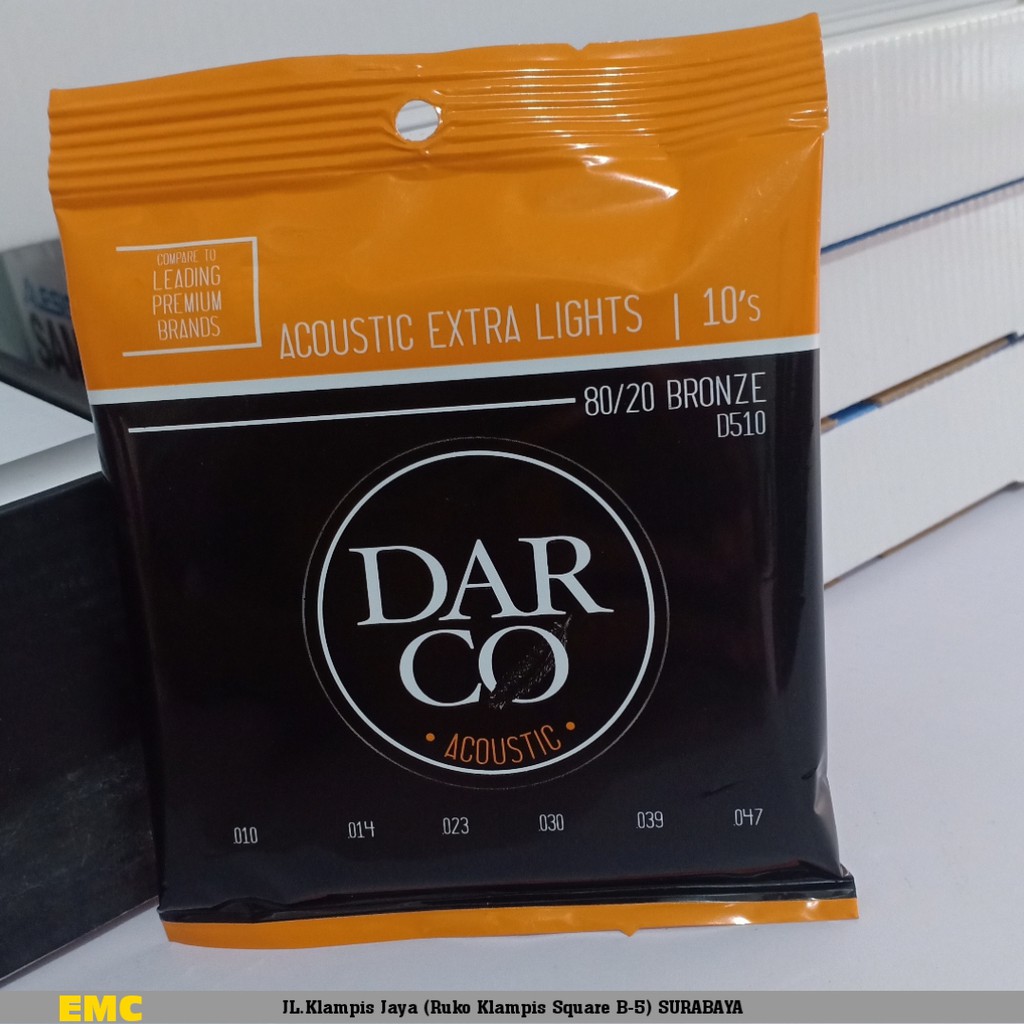 COMPARE TO
LEADING
PREMIUM
BRANDS
ACOUSTIC EXTRA LIGHTS | 10's
80/20 BRONZE
D510
DAR
CO
• ACOUSTIC •
.010 .014 .023 .030 .039 .047
EMC JL.Klampis Jaya (Ruko Klampis Square B-5) SURABAYA